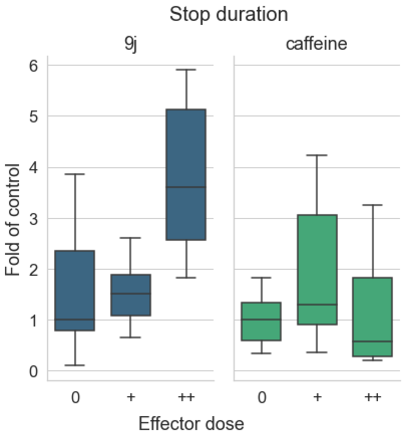 Stop duration
9j
caffeine
Fold of control
6
5
4
3
2
1
0
0 + ++
0 + ++
Effector dose